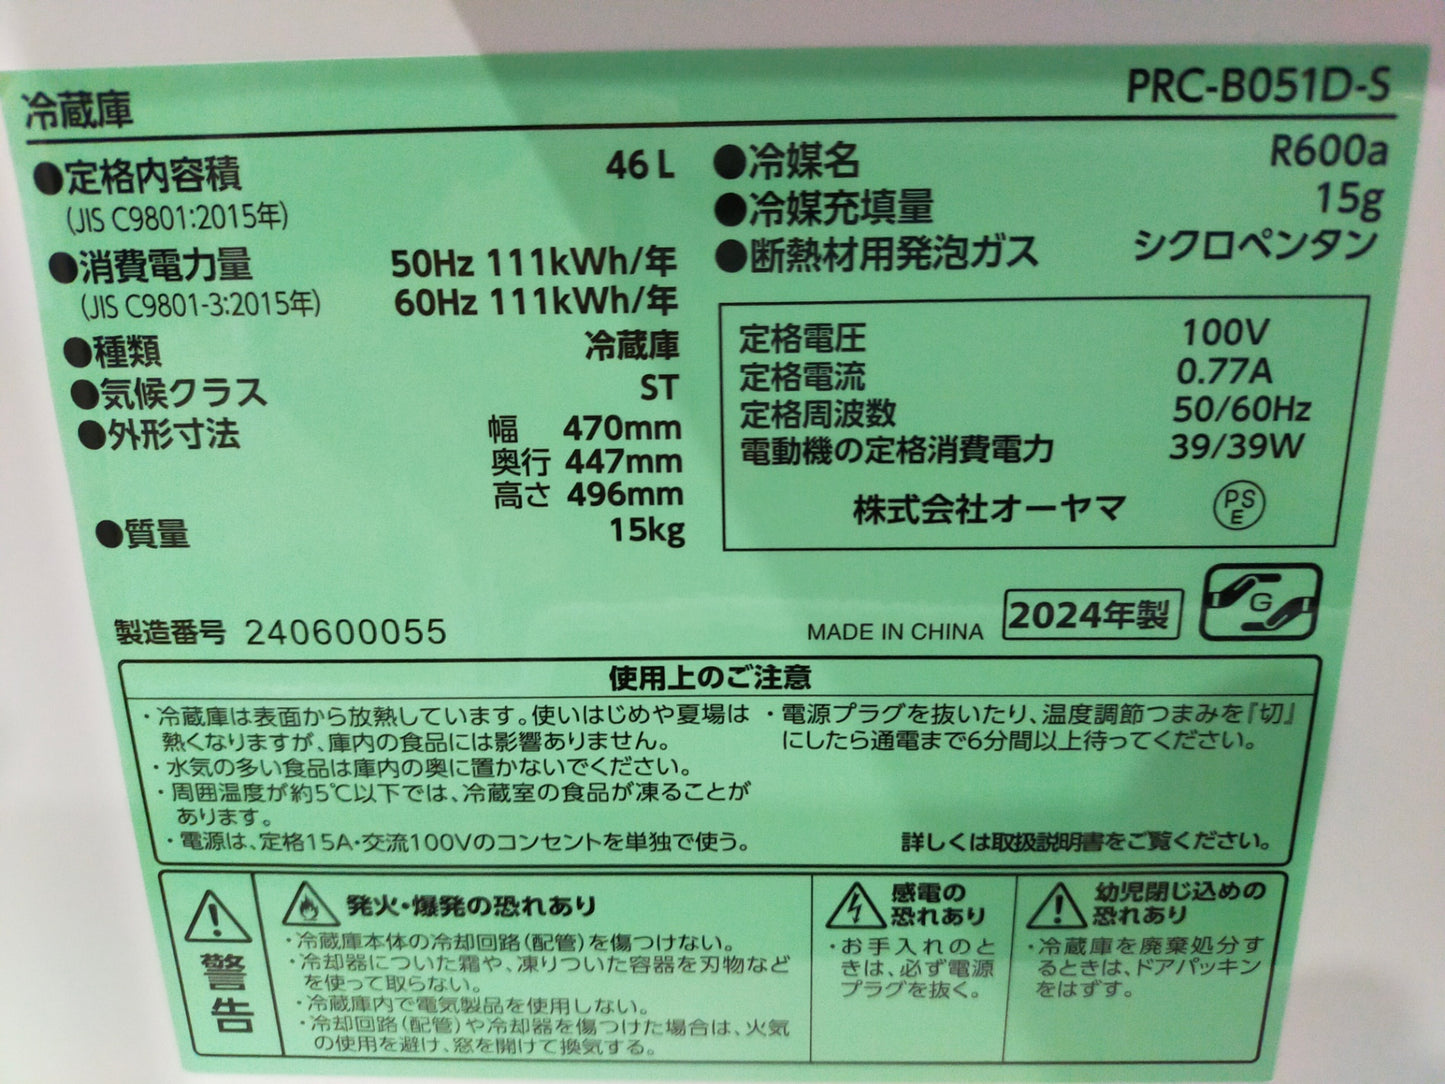 冷蔵庫
PRC-B051D-S
●定格内容積 46 L
(JIS C9801:2015年)
●消費電力量 50Hz 111kWh/年
(JIS C9801-3:2015年) 60Hz 111kWh/年
●種類 冷蔵庫
●気候クラス ST
●外形寸法 幅 470mm
奥行 447mm
高さ 496mm
●質量 15kg
●冷媒名 R600a
●冷媒充填量 15g
●断熱材用発泡ガス シクロペンタン
定格電圧 100V
定格電流 0.77A
定格周波数 50/60Hz
電動機の定格消費電力 39/39W
株式会社オーヤマ
PS
E
製造番号 240600055
MADE IN CHINA
2024年製
G
使用上のご注意
・冷蔵庫は表面から放熱しています。使いはじめや夏場は
熱くなりますが、庫内の食品には影響ありません。
・水気の多い食品は庫内の奥に置かないでください。
・周囲温度が約5℃以下では、冷蔵室の食品が凍ることが
あります。
・電源は、定格15A・交流100Vのコンセントを単独で使う。
・電源プラグを抜いたり、温度調節つまみを『切』
にしたら通電まで6分間以上待ってください。
詳しくは取扱説明書をご覧ください。
警告
発火・爆発の恐れあり
・冷蔵庫本体の冷却回路(配管)を傷つけない。
・冷却器についた霜や、凍りついた容器を刃物など
を使って取らない。
・冷蔵庫内で電気製品を使用しない。
・冷却回路(配管)や冷却器を傷つけた場合は、火気
の使用を避け、窓を開けて換気する。
感電の
恐れあり
・お手入れのと
きは、必ず電源
プラグを抜く。
幼児閉じ込めの
恐れあり
・冷蔵庫を廃棄処分す
るときは、ドアパッキン
をはずす。